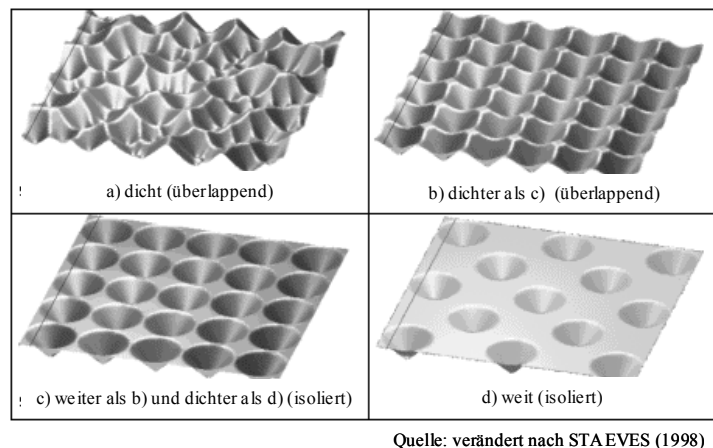 a) dicht (überlappend)
b) dichter als c) (überlappend)
c) weiter als b) und dichter als d) (isoliert)
d) weit (isoliert)
Quelle: verändert nach STAEVES (1998)